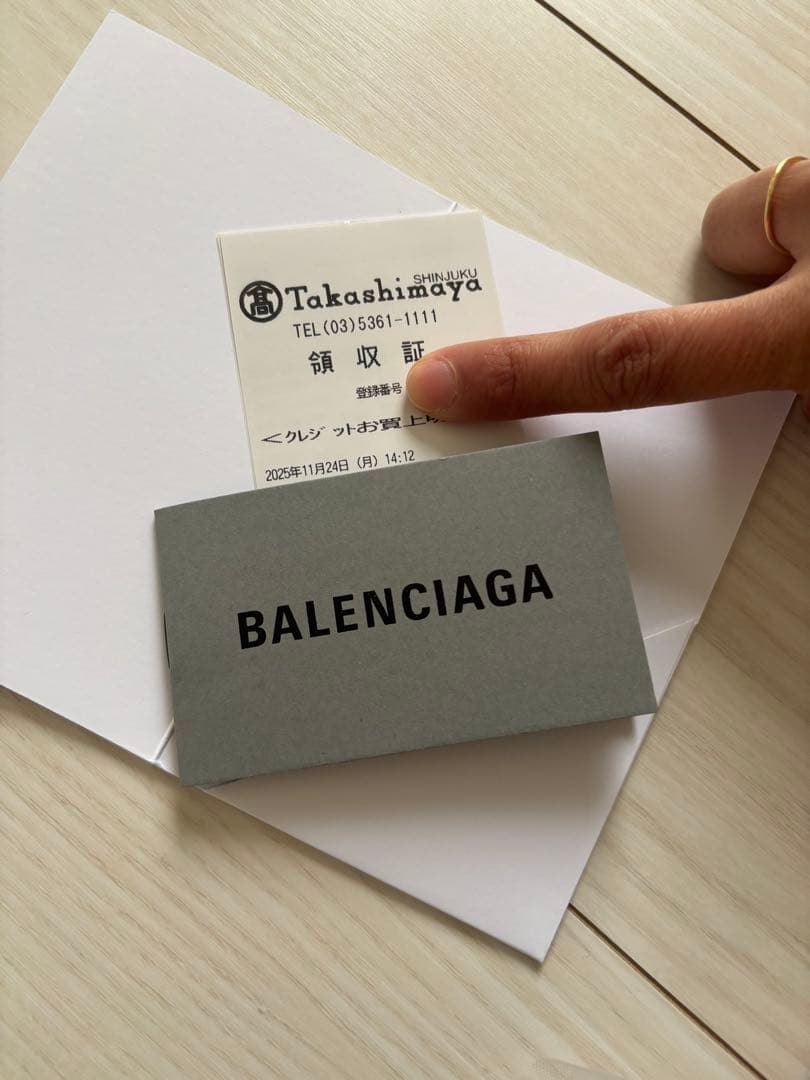 髙 Takashimaya
SHINJUKU
TEL(03)5361-1111
領収証
登録番号
<クレジットお買上
2025年11月24日 (月) 14:12
BALENCIAGA